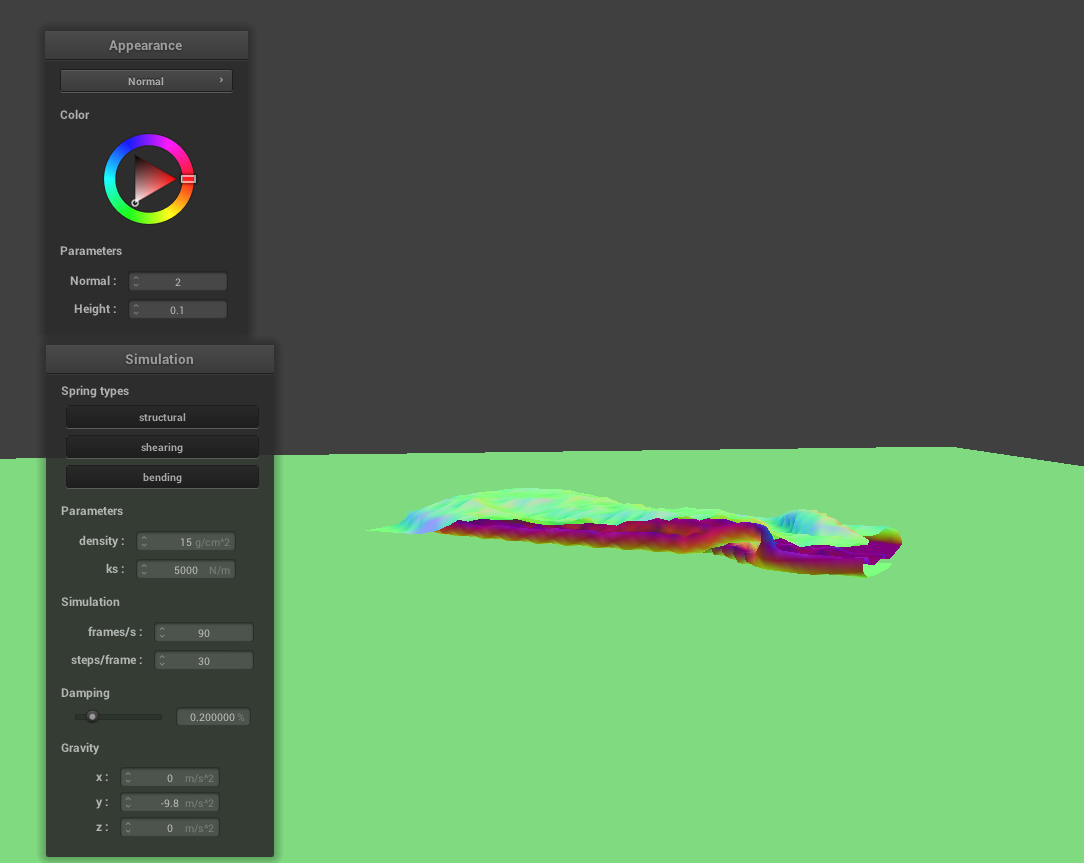 Appearance
Normal
Color
Parameters
Normal : 2
Height : 0.1
Simulation
Spring types
structural
shearing
bending
Parameters
density : 15 g/cm^2
ks : 5000 N/m
Simulation
frames/s : 90
steps/frame : 30
Damping
0.200000 %
Gravity
x : 0 m/s^2
y : -9.8 m/s^2
z : 0 m/s^2